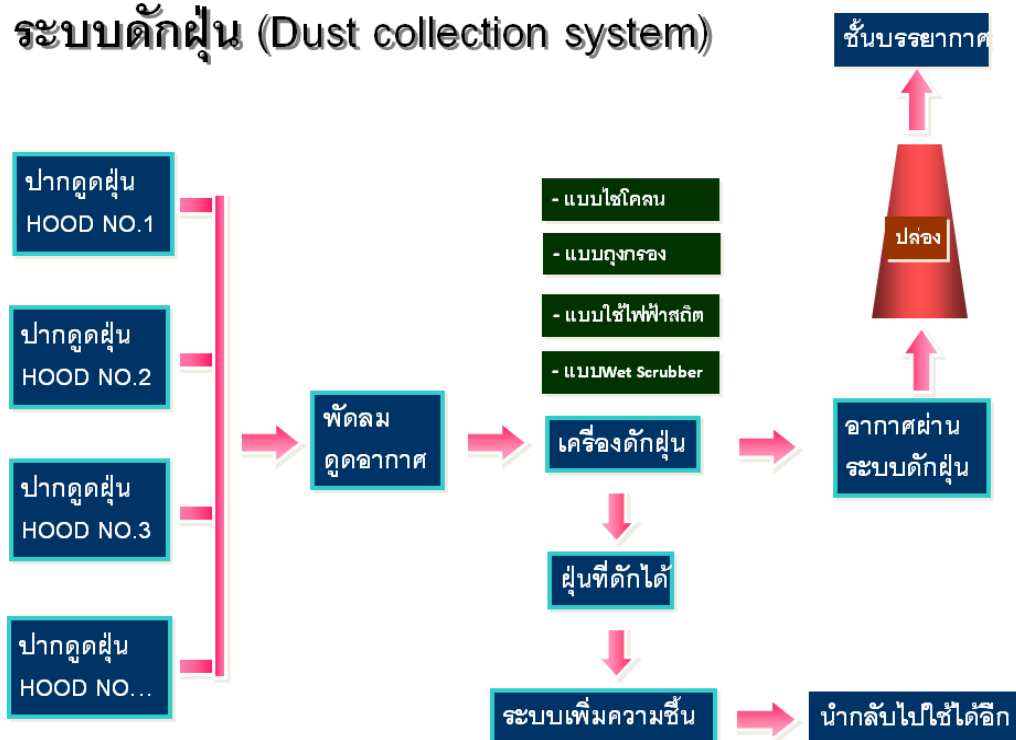 ระบบดักฝุ่น (Dust collection system)
ชั้นบรรยากาศ
ปากดูดฝุ่น
HOOD NO.1
- แบบไซโคลน
ปล่อง
- แบบถุงกรอง
ปากดูดฝุ่น
HOOD NO.2
- แบบใช้ไฟฟ้าสถิต
- แบบWet Scrubber
พัดลม
ดูดอากาศ
เครื่องดักฝุ่น
อากาศผ่าน
ระบบดักฝุ่น
ปากดูดฝุ่น
HOOD NO.3
ฝุ่นที่ดักได้
ปากดูดฝุ่น
HOOD NO...
ระบบเพิ่มความชื้น
นำกลับไปใช้ได้อีก